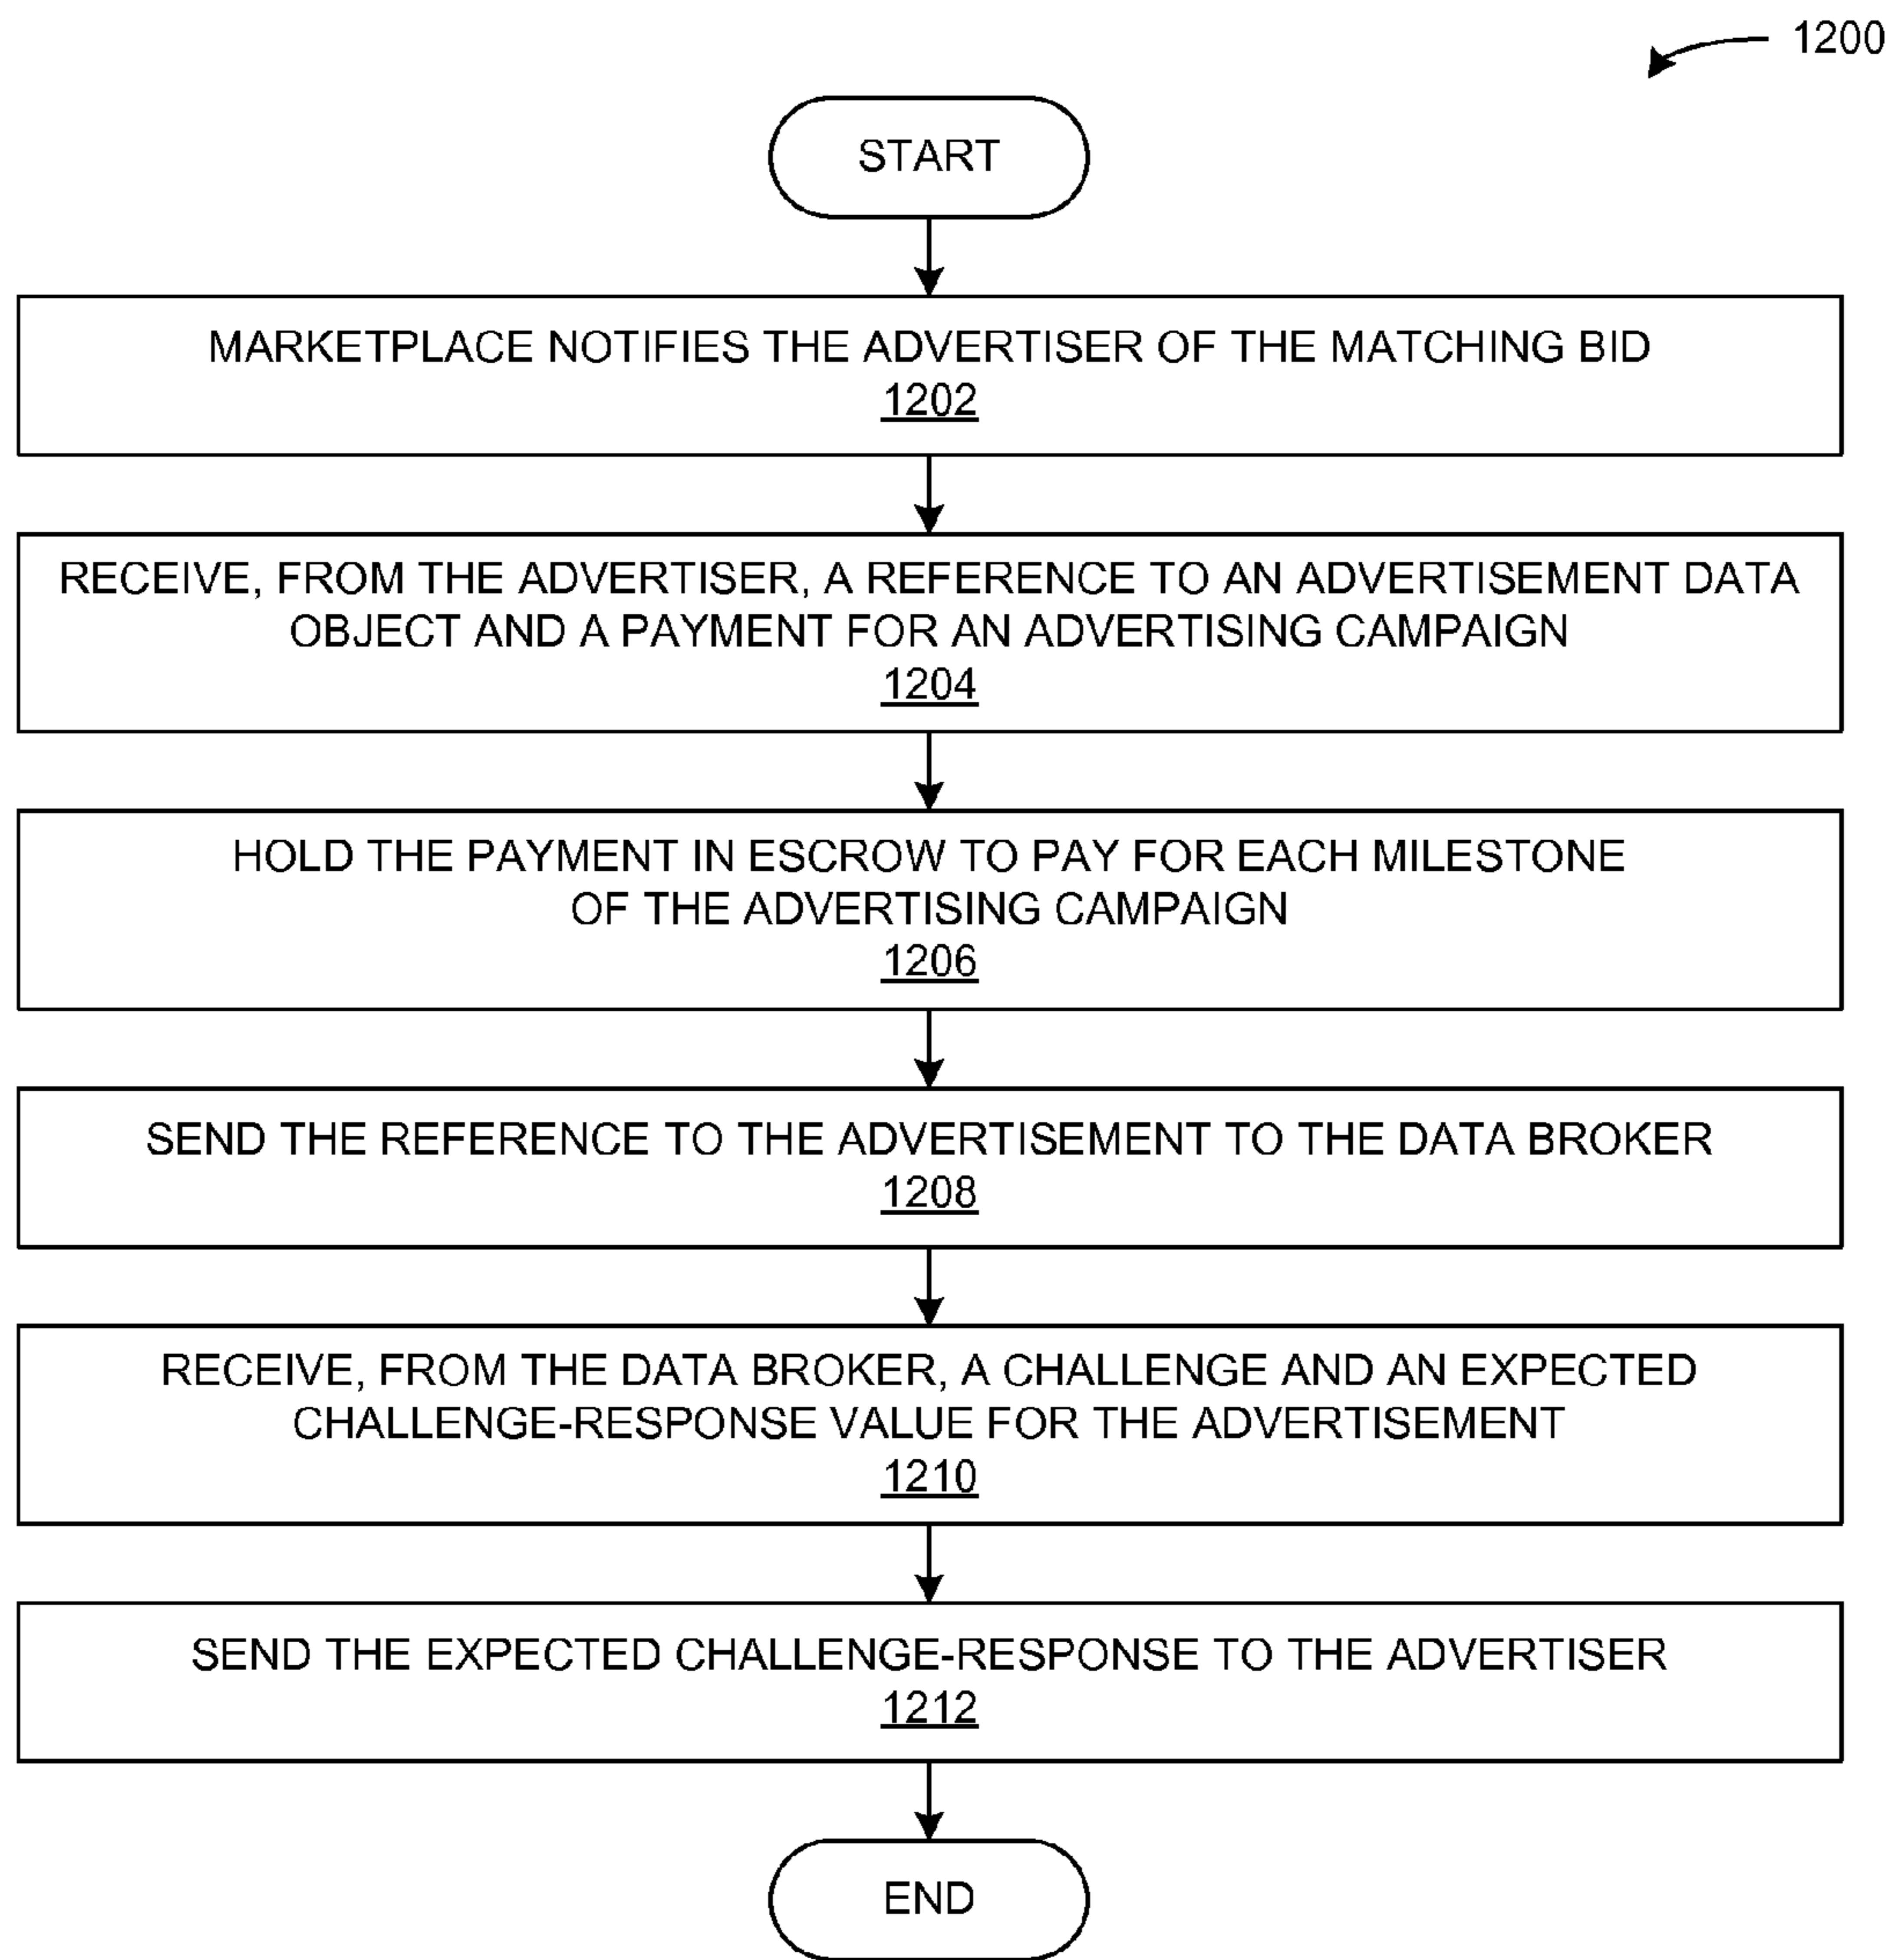 1200
START
MARKETPLACE NOTIFIES THE ADVERTISER OF THE MATCHING BID
1202
RECEIVE, FROM THE ADVERTISER, A REFERENCE TO AN ADVERTISEMENT DATA
OBJECT AND A PAYMENT FOR AN ADVERTISING CAMPAIGN
1204
HOLD THE PAYMENT IN ESCROW TO PAY FOR EACH MILESTONE
OF THE ADVERTISING CAMPAIGN
1206
SEND THE REFERENCE TO THE ADVERTISEMENT TO THE DATA BROKER
1208
RECEIVE, FROM THE DATA BROKER, A CHALLENGE AND AN EXPECTED
CHALLENGE-RESPONSE VALUE FOR THE ADVERTISEMENT
1210
SEND THE EXPECTED CHALLENGE-RESPONSE TO THE ADVERTISER
1212
END